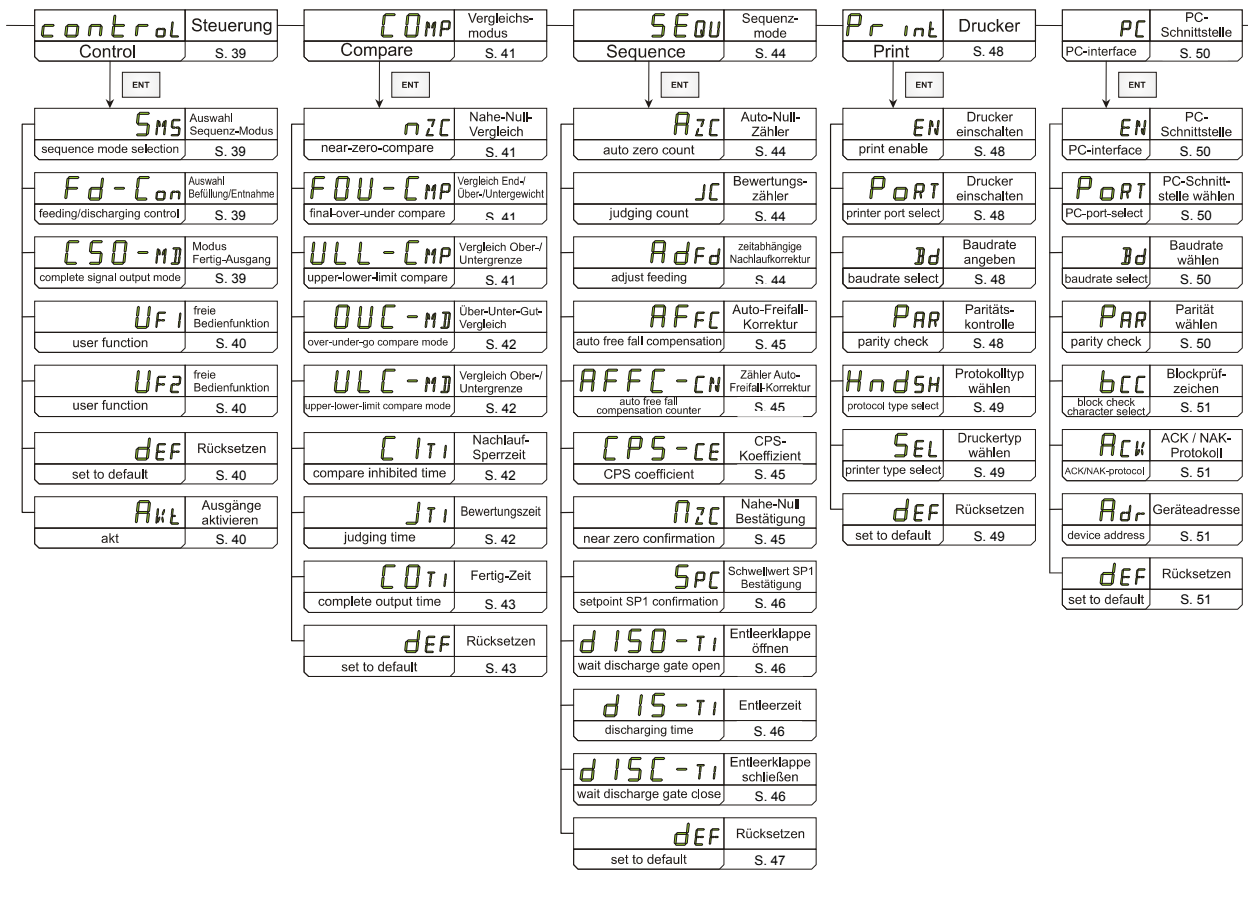 control
Steuerung
Control
S. 39
ENT
SMS
Auswahl
Sequenz-Modus
sequence mode selection
S. 39
Fd-Con
Auswahl
Befüllung/Entnahme
feeding/discharging control
S. 39
CSO-MD
Modus
Fertig-Ausgang
complete signal output mode
S. 39
UF1
freie
Bedienfunktion
user function
S. 40
UF2
freie
Bedienfunktion
user function
S. 40
dEF
Rücksetzen
set to default
S. 40
AKt
Ausgänge
aktivieren
akt
S. 40
COMP
Vergleichs-
modus
Compare
S. 41
ENT
nZC
Nahe-Null-
Vergleich
near-zero-compare
S. 41
FOU-CMP
Vergleich End-/
Über-/Untergewicht
final-over-under compare
S. 41
ULL-CMP
Vergleich Ober-/
Untergrenze
upper-lower-limit compare
S. 41
OUC-MD
Über-Unter-Gut-
Vergleich
over-under-go compare mode
S. 42
ULC-MD
Vergleich Ober-/
Untergrenze
upper-lower-limit compare mode
S. 42
CITI
Nachlauf-
Sperrzeit
compare inhibited time
S. 42
JTI
Bewertungszeit
judging time
S. 42
COTI
Fertig-Zeit
complete output time
S. 43
dEF
Rücksetzen
set to default
S. 43
SEQU
Sequenz-
mode
Sequence
S. 44
ENT
AZC
Auto-Null-
Zähler
auto zero count
S. 44
JC
Bewertungs-
zähler
judging count
S. 44
AdFd
zeitabhängige
Nachlaufkorrektur
adjust feeding
S. 44
AFFC
Auto-Freifall-
Korrektur
auto free fall compensation
S. 45
AFFC-CN
Zähler Auto-
Freifall-Korrektur
auto free fall
compensation counter
S. 45
CPS-CE
CPS-
Koeffizient
CPS coefficient
S. 45
NZC
Nahe-Null
Bestätigung
near zero confirmation
S. 45
SPC
Schwellwert SP1
Bestätigung
setpoint SP1 confirmation
S. 46
dISO-TI
Entleerklappe
öffnen
wait discharge gate open
S. 46
dIS-TI
Entleerzeit
discharging time
S. 46
dISC-TI
Entleerklappe
schließen
wait discharge gate close
S. 46
dEF
Rücksetzen
set to default
S. 47
Print
Drucker
Print
S. 48
ENT
EN
Drucker
einschalten
print enable
S. 48
PoRT
Drucker
einschalten
printer port select
S. 48
Bd
Baudrate
angeben
baudrate select
S. 48
PAR
Paritäts-
kontrolle
parity check
S. 48
HndSH
Protokolltyp
wählen
protocol type select
S. 49
SEL
Druckertyp
wählen
printer type select
S. 49
dEF
Rücksetzen
set to default
S. 49
PC
PC-
Schnittstelle
PC-interface
S. 50
ENT
EN
PC-
Schnittstelle
PC-interface
S. 50
PoRT
PC-Schnitt-
stelle wählen
PC-port-select
S. 50
Bd
Baudrate
wählen
baudrate select
S. 50
PAR
Parität
wählen
parity check
S. 50
bCC
Blockprüf-
zeichen
block check
character select
S. 51
ACK
ACK / NAK-
Protokoll
ACK/NAK-protocol
S. 51
Adr
Geräteadresse
device address
S. 51
dEF
Rücksetzen
set to default
S. 51